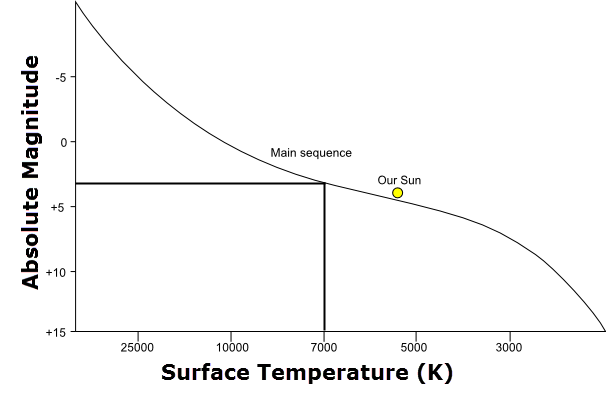 Absolute Magnitude
-5
0
+5
+10
+15
Main sequence
Our Sun
25000
10000
7000
5000
3000
Surface Temperature (K)